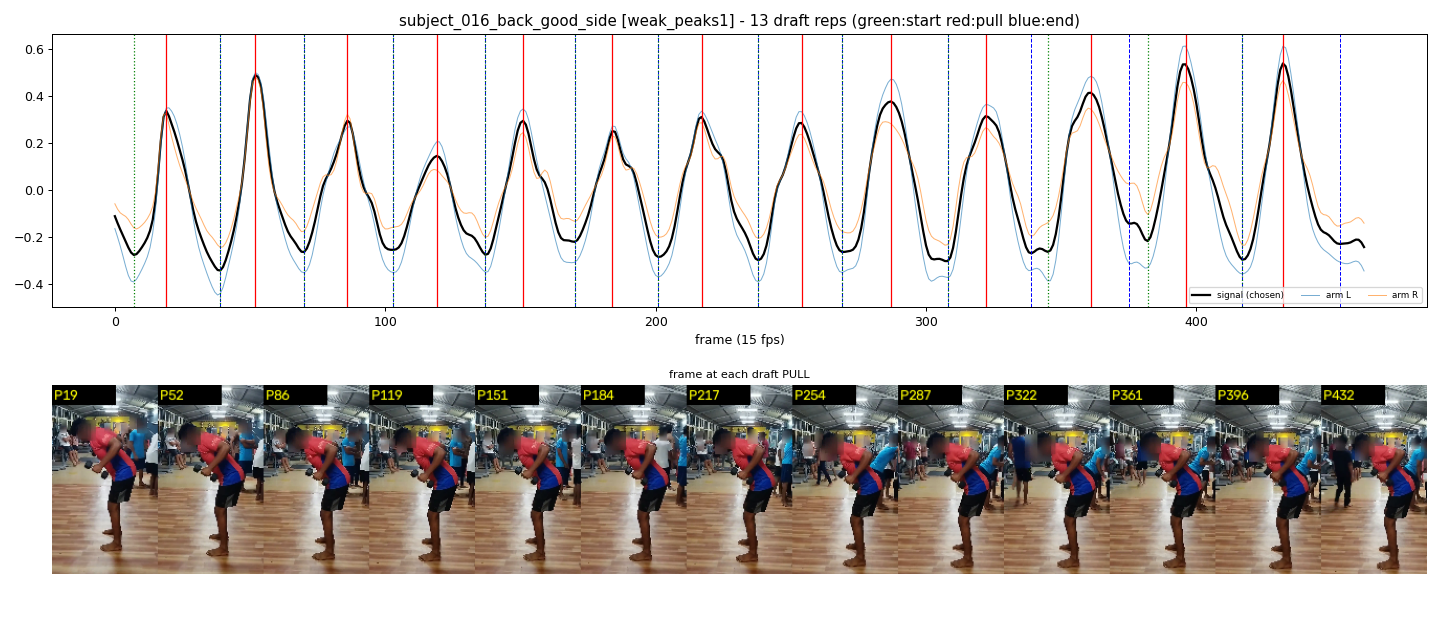 subject_016_back_good_side [weak_peaks1] - 13 draft reps (green:start red:pull blue:end)
0.6
0.4
0.2
0.0
−0.2
−0.4
signal (chosen) arm L arm R
0 100 200 300 400
frame (15 fps)
frame at each draft PULL
P19 P52 P86 P119 P151 P184 P217 P254 P287 P322 P361 P396 P432